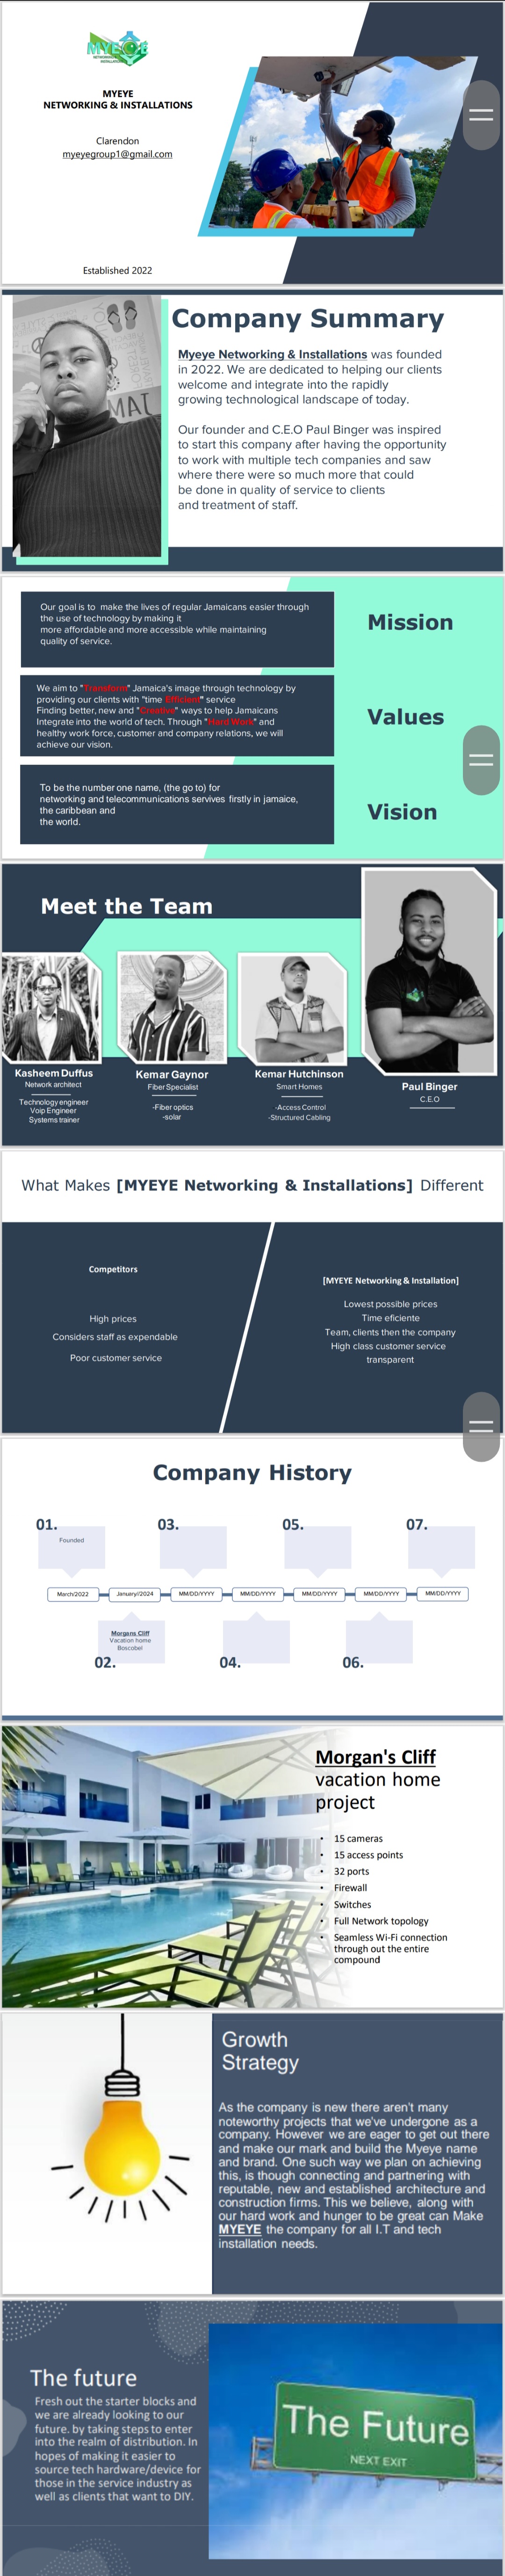 MYEYE
NETWORKING &
INSTALLATIONS
MYEYE
NETWORKING & INSTALLATIONS
Clarendon
myeyegroup1@gmail.com
Established 2022
MAT
Company Summary
Myeye Networking & Installations was founded
in 2022. We are dedicated to helping our clients
welcome and integrate into the rapidly
growing technological landscape of today.
Our founder and C.E.O Paul Binger was inspired
to start this company after having the opportunity
to work with multiple tech companies and saw
where there were so much more that could
be done in quality of service to clients
and treatment of staff.
Our goal is to make the lives of regular Jamaicans easier through
the use of technology by making it
more affordable and more accessible while maintaining
quality of service.
Mission
We aim to "Transform" Jamaica's image through technology by
providing our clients with "time Efficient" service
Finding better, new and "Creative" ways to help Jamaicans
Integrate into the world of tech. Through "Hard Work" and
healthy work force, customer and company relations, we will
achieve our vision.
Values
To be the number one name, (the go to) for
networking and telecommunications servives firstly in jamaice,
the caribbean and
the world.
Vision
Meet the Team
Kasheem Duffus
Network architect
Technology engineer
Voip Engineer
Systems trainer
Kemar Gaynor
Fiber Specialist
-Fiber optics
-solar
Kemar Hutchinson
Smart Homes
-Access Control
-Structured Cabling
Paul Binger
C.E.O
What Makes [MYEYE Networking & Installations] Different
Competitors
High prices
Considers staff as expendable
Poor customer service
[MYEYE Networking & Installation]
Lowest possible prices
Time eficiente
Team, clients then the company
High class customer service
transparent
Company History
01.
Founded
03.
05.
07.
March/2022
January//2024
MM/DD/YYYY
MM/DD/YYYY
MM/DD/YYYY
MM/DD/YYYY
MM/DD/YYYY
Morgans Cliff
Vacation home
Boscobel
02.
04.
06.
Morgan's Cliff
vacation home
project
• 15 cameras
• 15 access points
• 32 ports
• Firewall
• Switches
• Full Network topology
• Seamless Wi-Fi connection
through out the entire
compound
Growth
Strategy
As the company is new there aren't many
noteworthy projects that we've undergone as a
company. However we are eager to get out there
and make our mark and build the Myeye name
and brand. One such way we plan on achieving
this, is though connecting and partnering with
reputable, new and established architecture and
construction firms. This we believe, along with
our hard work and hunger to be great can Make
MYEYE the company for all I.T and tech
installation needs.
The future
Fresh out the starter blocks and
we are already looking to our
future. by taking steps to enter
into the realm of distribution. In
hopes of making it easier to
source tech hardware/device for
those in the service industry as
well as clients that want to DIY.
The Future
NEXT EXIT